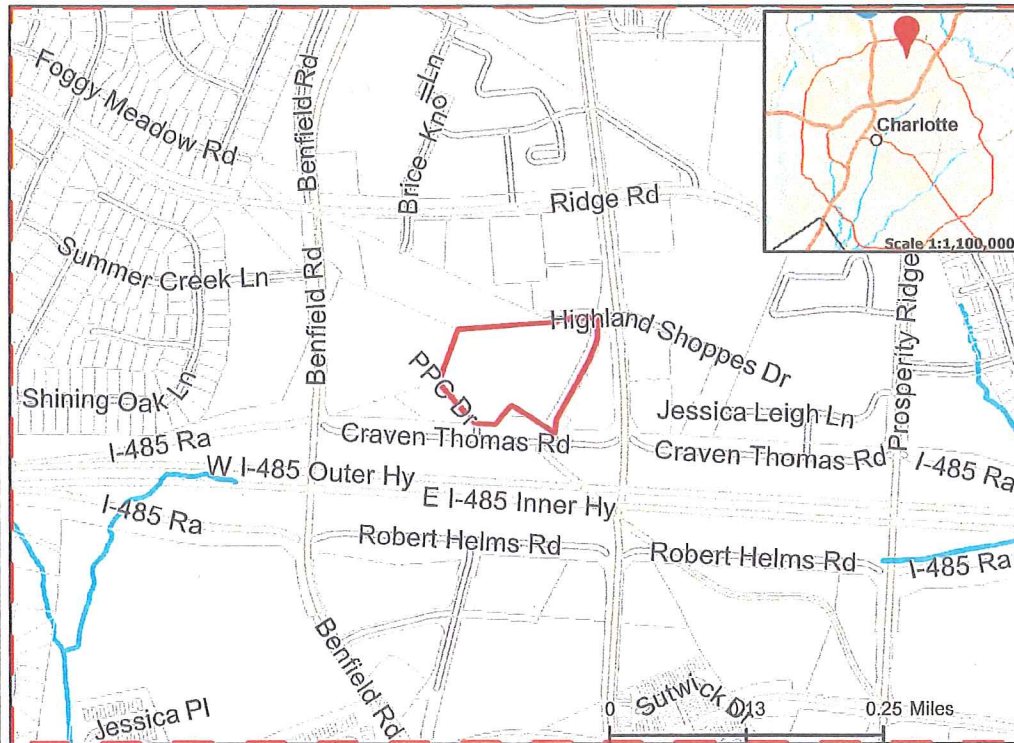 Foggy Meadow Rd
Benfield Rd
Brice Kno llo Ln
Charlotte
Scale 1:1,100,000
Ridge Rd
Summer Creek Ln
Benfield Rd
Highland Shoppes Dr
Prosperity Ridge
PPC Dr
Shining Oak Ln
Jessica Leigh Ln
Craven Thomas Rd
Craven Thomas Rd
I-485 Ra
I-485 Ra
W I-485 Outer Hy
E I-485 Inner Hy
I-485 Ra
Robert Helms Rd
Robert Helms Rd
I-485 Ra
Benfield Rd
Jessica Pl
Sutwick Dr
0 0.13 0.25 Miles